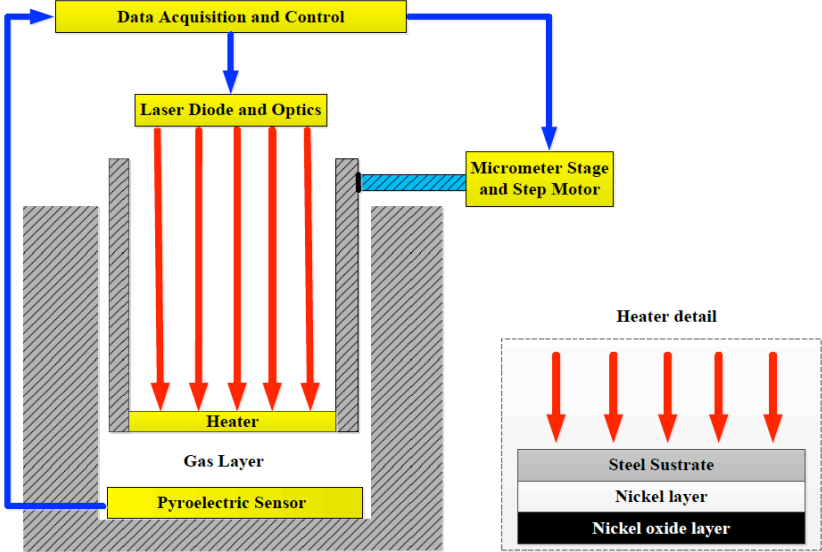 Data Acquisition and Control
Laser Diode and Optics
Micrometer Stage
and Step Motor
Heater
Gas Layer
Pyroelectric Sensor
Heater detail
Steel Sustrate
Nickel layer
Nickel oxide layer